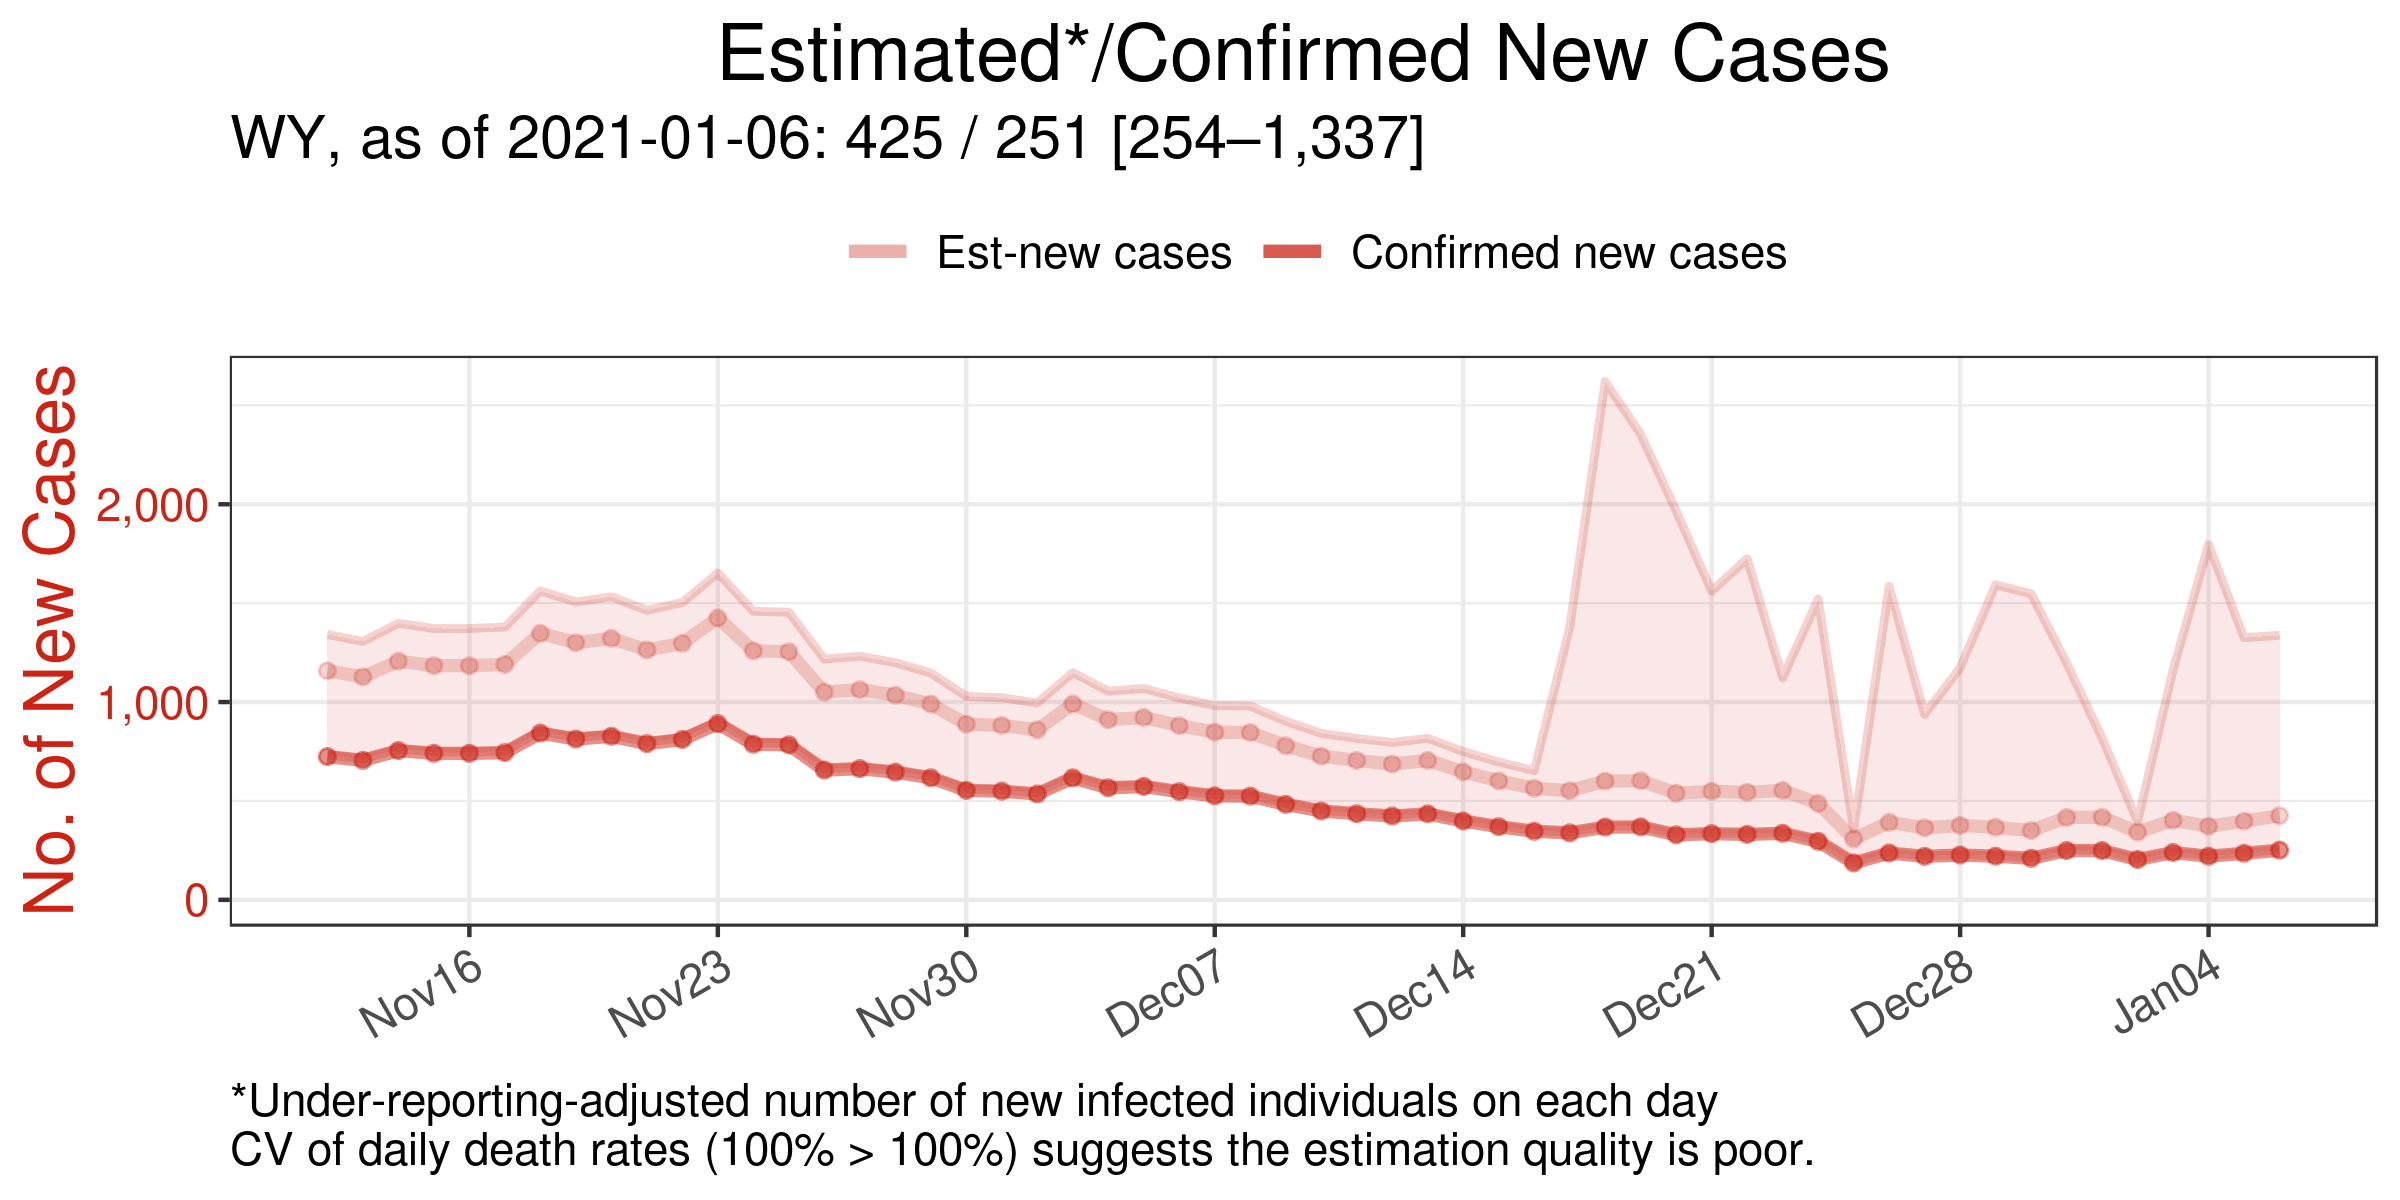 Estimated*/Confirmed New Cases
WY, as of 2021-01-06: 425 / 251 [254–1,337]
Est-new cases Confirmed new cases
No. of New Cases
2,000
1,000
0
Nov16 Nov23 Nov30 Dec07 Dec14 Dec21 Dec28 Jan04
*Under-reporting-adjusted number of new infected individuals on each day
CV of daily death rates (100% > 100%) suggests the estimation quality is poor.